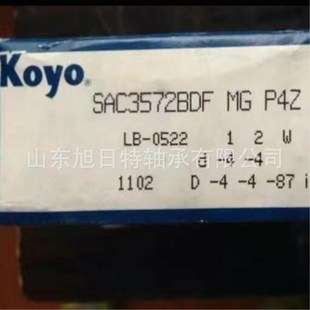 Koyo®
SAC3572BDF MG P4Z
LB-0522 1 2 W
山东旭日特轴承有限公司
d -4 -4
1102 D -4 -4 -87 i